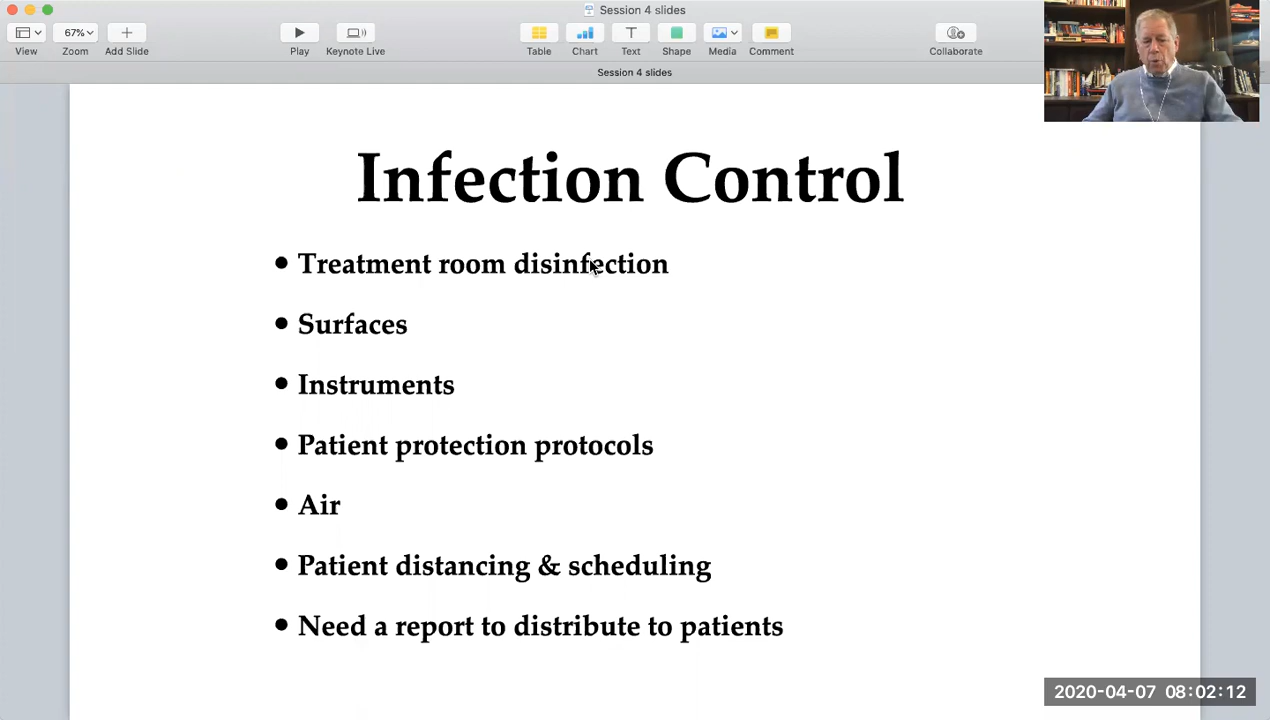 Session 4 slides
View
67%
Zoom
Add Slide
Play
Keynote Live
Table
Chart
Text
Shape
Media
Comment
Collaborate
Session 4 slides
Infection Control
• Treatment room disinfection
• Surfaces
• Instruments
• Patient protection protocols
• Air
• Patient distancing & scheduling
• Need a report to distribute to patients
2020-04-07 08:02:12